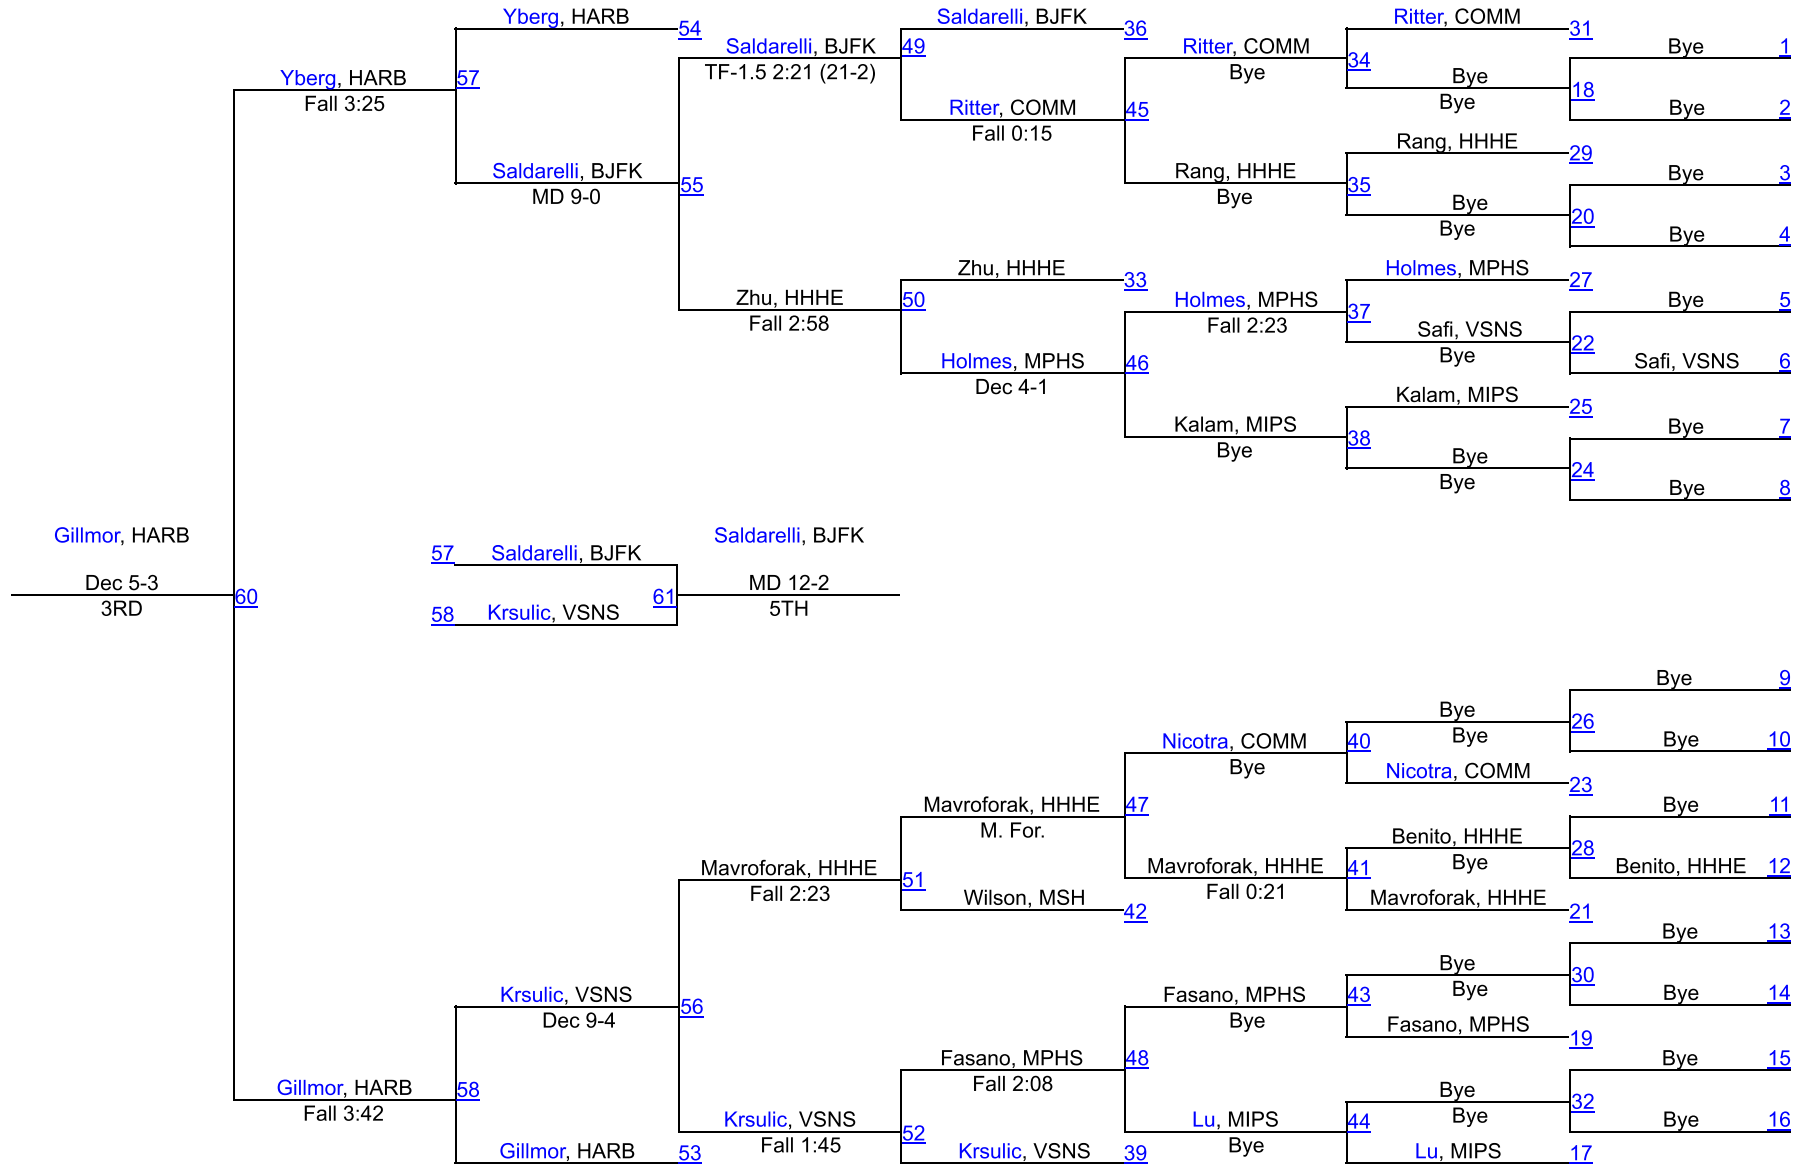 Yberg, HARB
54
Saldarelli, BJFK
36
Ritter, COMM
31
Saldarelli, BJFK
49
TF-1.5 2:21 (21-2)
Ritter, COMM
34
Bye
Bye
1
Yberg, HARB
57
Fall 3:25
Bye
18
Bye
Ritter, COMM
45
Fall 0:15
Bye
2
Rang, HHHE
29
Saldarelli, BJFK
55
MD 9-0
Rang, HHHE
35
Bye
Bye
3
Bye
20
Bye
Bye
4
Zhu, HHHE
33
Holmes, MPHS
27
Zhu, HHHE
50
Fall 2:58
Holmes, MPHS
37
Fall 2:23
Bye
5
Safi, VSNS
22
Bye
Holmes, MPHS
46
Dec 4-1
Safi, VSNS
6
Kalam, MIPS
25
Kalam, MIPS
38
Bye
Bye
7
Bye
24
Bye
Bye
8
Gillmor, HARB
57
Saldarelli, BJFK
Saldarelli, BJFK
Dec 5-3
60
3RD
61
MD 12-2
5TH
58
Krsulic, VSNS
Bye
9
Bye
26
Bye
Nicotra, COMM
40
Bye
Bye
10
Nicotra, COMM
23
Mavroforak, HHHE
47
M. For.
Bye
11
Benito, HHHE
28
Bye
Mavroforak, HHHE
51
Fall 2:23
Mavroforak, HHHE
41
Fall 0:21
Benito, HHHE
12
Wilson, MSH
42
Mavroforak, HHHE
21
Bye
13
Bye
30
Bye
Krsulic, VSNS
56
Dec 9-4
Fasano, MPHS
43
Bye
Bye
14
Fasano, MPHS
19
Fasano, MPHS
48
Fall 2:08
Bye
15
Gillmor, HARB
58
Fall 3:42
Bye
32
Bye
Krsulic, VSNS
52
Fall 1:45
Lu, MIPS
44
Bye
Bye
16
Gillmor, HARB
53
Krsulic, VSNS
39
Lu, MIPS
17